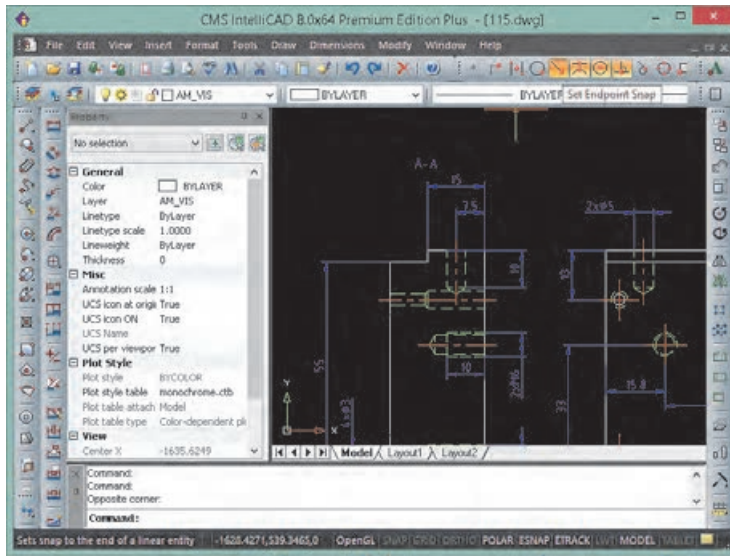 CMS IntelliCAD 8.0x64 Premium Edition Plus - [115.dwg]
File Edit View Insert Format Tools Draw Dimensions Modify Window Help
AM_VIS BYLAYER BYLAYER
Set Endpoint Snap
Property
No selection
General
Color BYLAYER
Layer AM_VIS
Linetype ByLayer
Linetype scale 1.0000
Lineweight ByLayer
Thickness 0
Misc
Annotation scale 1:1
UCS icon at origi True
UCS icon ON True
UCS Name
UCS per viewpor True
Plot Style
Plot style BYCOLOR
Plot style table monochrome.ctb
Plot table attach Model
Plot table type Color-dependent pl
View
Center X -1635.6249
A-A
15
7.5
2xø5
10
13
55
10
2xM6
15.8
33
4xø3
Y
X
Model Layout1 Layout2
Command:
Command:
Opposite corner:
Command:
Sets snap to the end of a linear entity -1628.4271,539.3465,0 OpenGL SNAP GRID ORTHO POLAR ESNAP ETRACK LWT MODEL TABLET